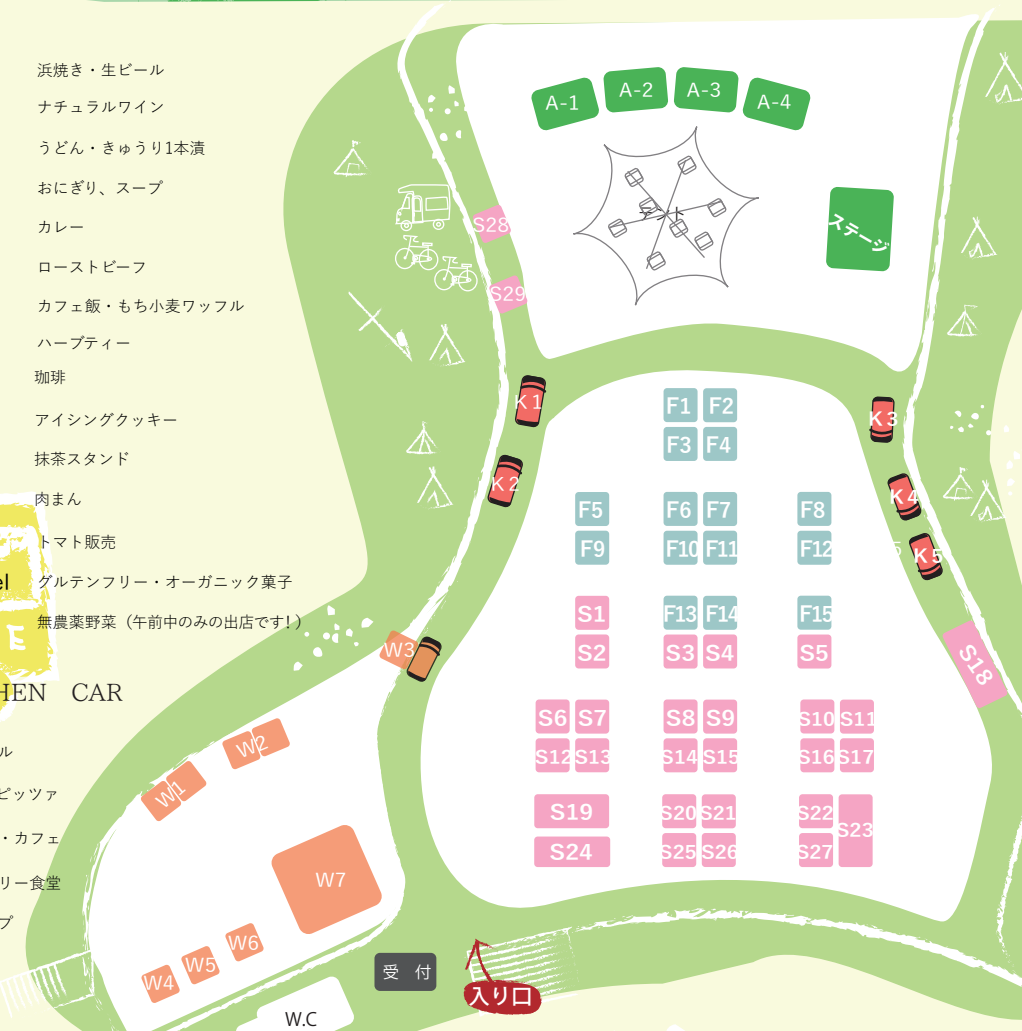 浜焼き・生ビール
ナチュラルワイン
うどん・きゅうり1本漬
おにぎり、スープ
カレー
ローストビーフ
カフェ飯・もち小麦ワッフル
ハーブティー
珈琲
アイシングクッキー
抹茶スタンド
肉まん
トマト販売
el
グルテンフリー・オーガニック菓子
E
無農薬野菜（午前中のみの出店です！）
HEN CAR
ル
ピッツァ
・カフェ
リー食堂
プ
A-1 A-2 A-3 A-4
テント
ステージ
S28
S29
K1
K2
K3
K4
5 K5
F1 F2
F3 F4
F5 F6 F7 F8
F9 F10 F11 F12
S1 F13 F14 F15
S2 S3 S4 S5
S18
S6 S7 S8 S9 S10 S11
S12 S13 S14 S15 S16 S17
S19 S20 S21 S22 S23
S24 S25 S26 S27
W3
W2
W1
W7
W6
W5
W4
受 付
入り口
W.C